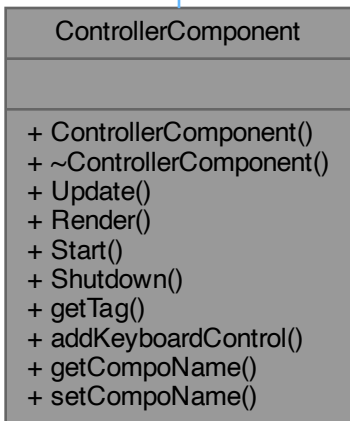 ControllerComponent
+ ControllerComponent()
+ ~ControllerComponent()
+ Update()
+ Render()
+ Start()
+ Shutdown()
+ getTag()
+ addKeyboardControl()
+ getCompoName()
+ setCompoName()